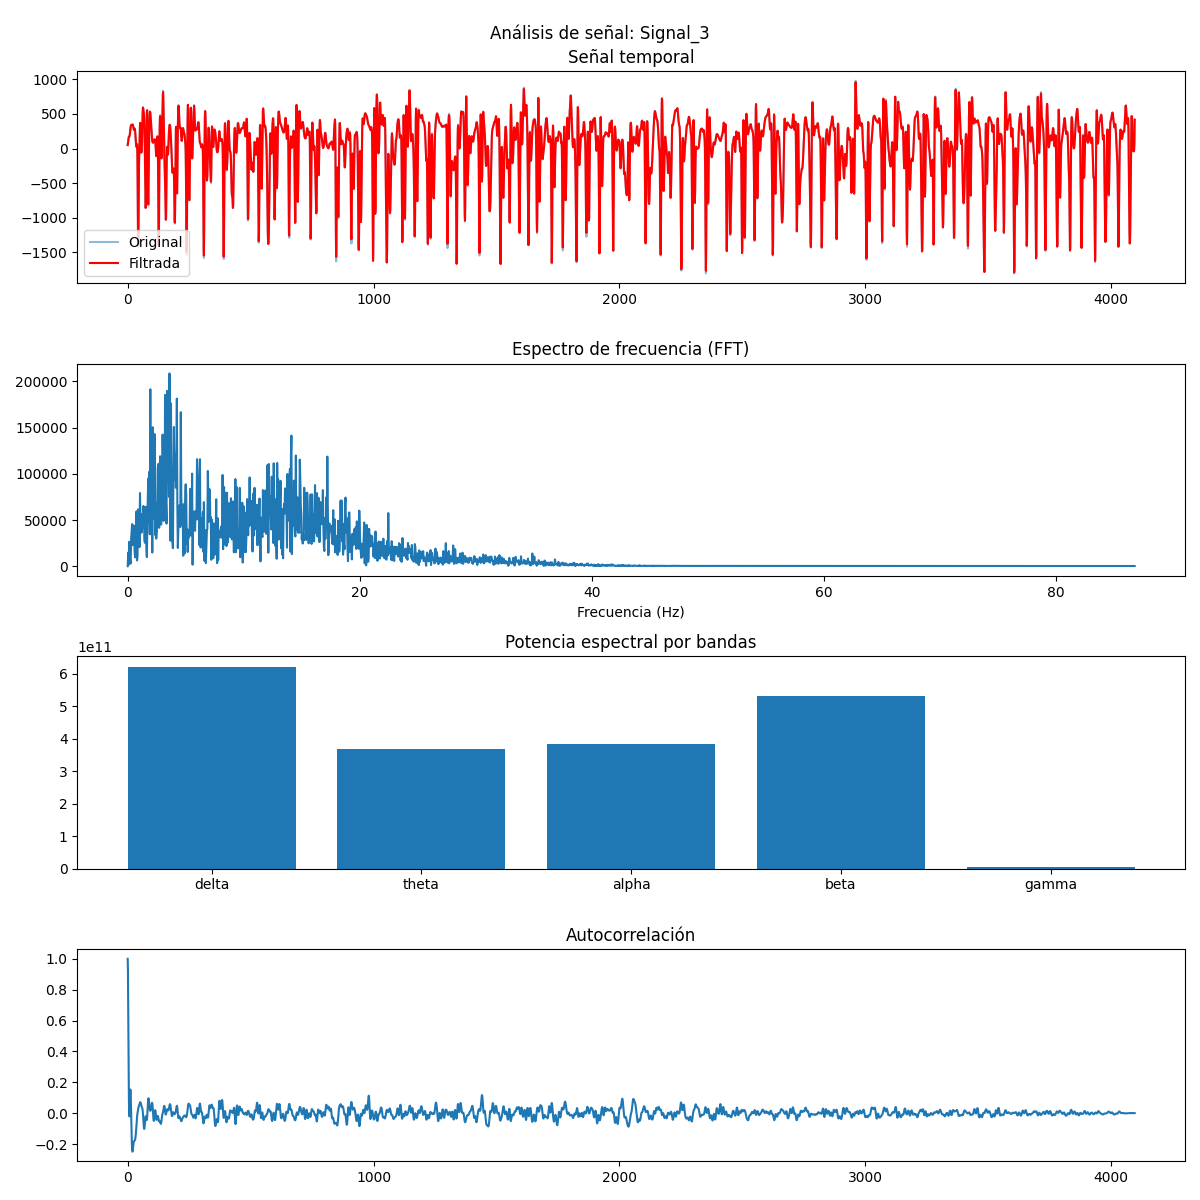 Análisis de señal: Signal_3
Señal temporal
1000
500
0
−500
−1000
−1500
Original
Filtrada
0 1000 2000 3000 4000
Espectro de frecuencia (FFT)
200000
150000
100000
50000
0
0 20 40 60 80
Frecuencia (Hz)
Potencia espectral por bandas
1e11
6
5
4
3
2
1
0
delta theta alpha beta gamma
Autocorrelación
1.0
0.8
0.6
0.4
0.2
0.0
−0.2
0 1000 2000 3000 4000